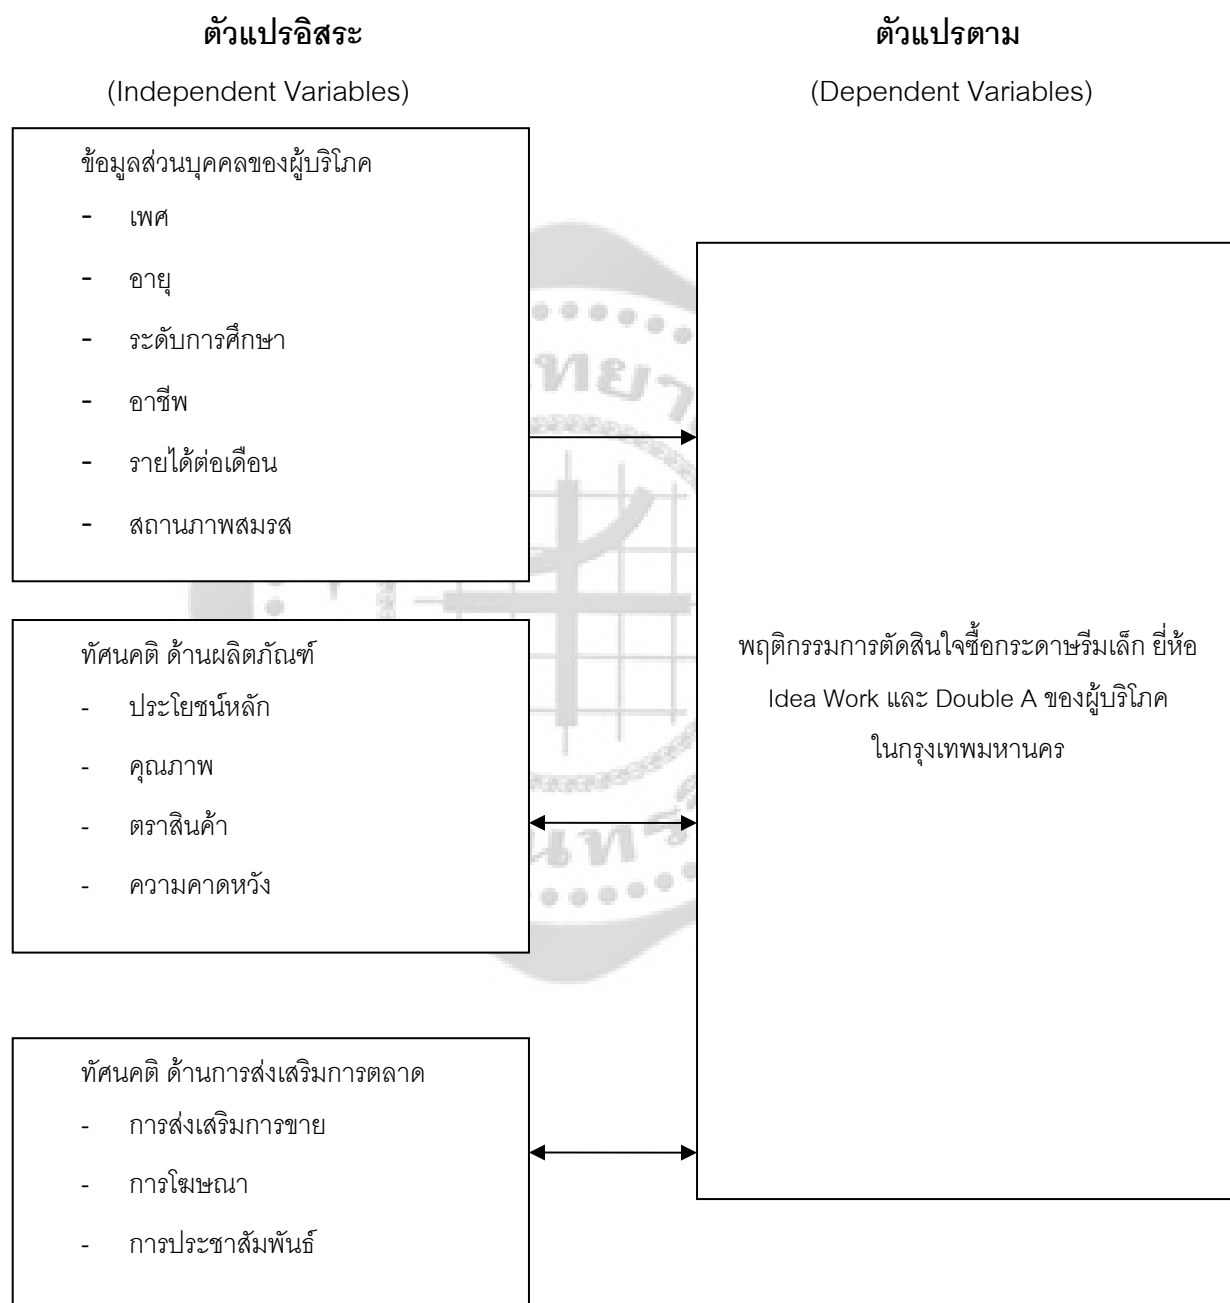 ตัวแปรอิสระ
(Independent Variables)
ข้อมูลส่วนบุคคลของผู้บริโภค
- เพศ
- อายุ
- ระดับการศึกษา
- อาชีพ
- รายได้ต่อเดือน
- สถานภาพสมรส
ทัศนคติ ด้านผลิตภัณฑ์
- ประโยชน์หลัก
- คุณภาพ
- ตราสินค้า
- ความคาดหวัง
ทัศนคติ ด้านการส่งเสริมการตลาด
- การส่งเสริมการขาย
- การโฆษณา
- การประชาสัมพันธ์
ตัวแปรตาม
(Dependent Variables)
พฤติกรรมการตัดสินใจซื้อกระดาษรีมเล็ก ยี่ห้อ
Idea Work และ Double A ของผู้บริโภค
ในกรุงเทพมหานคร